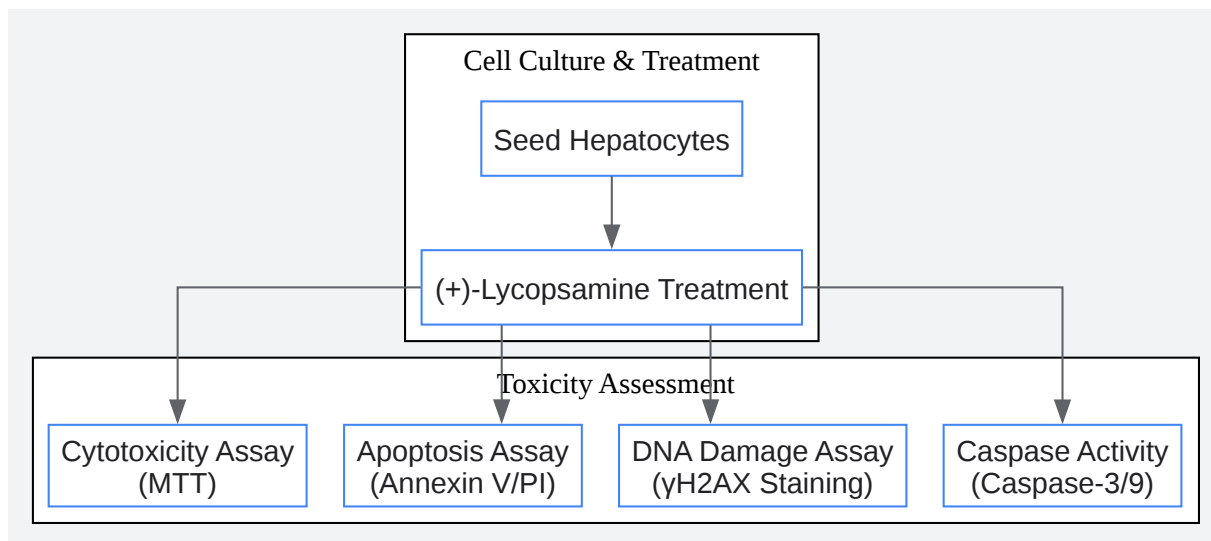 Cell Culture & Treatment
Seed Hepatocytes
(+)-Lycopsamine Treatment
Toxicity Assessment
Cytotoxicity Assay
(MTT)
Apoptosis Assay
(Annexin V/PI)
DNA Damage Assay
(γH2AX Staining)
Caspase Activity
(Caspase-3/9)